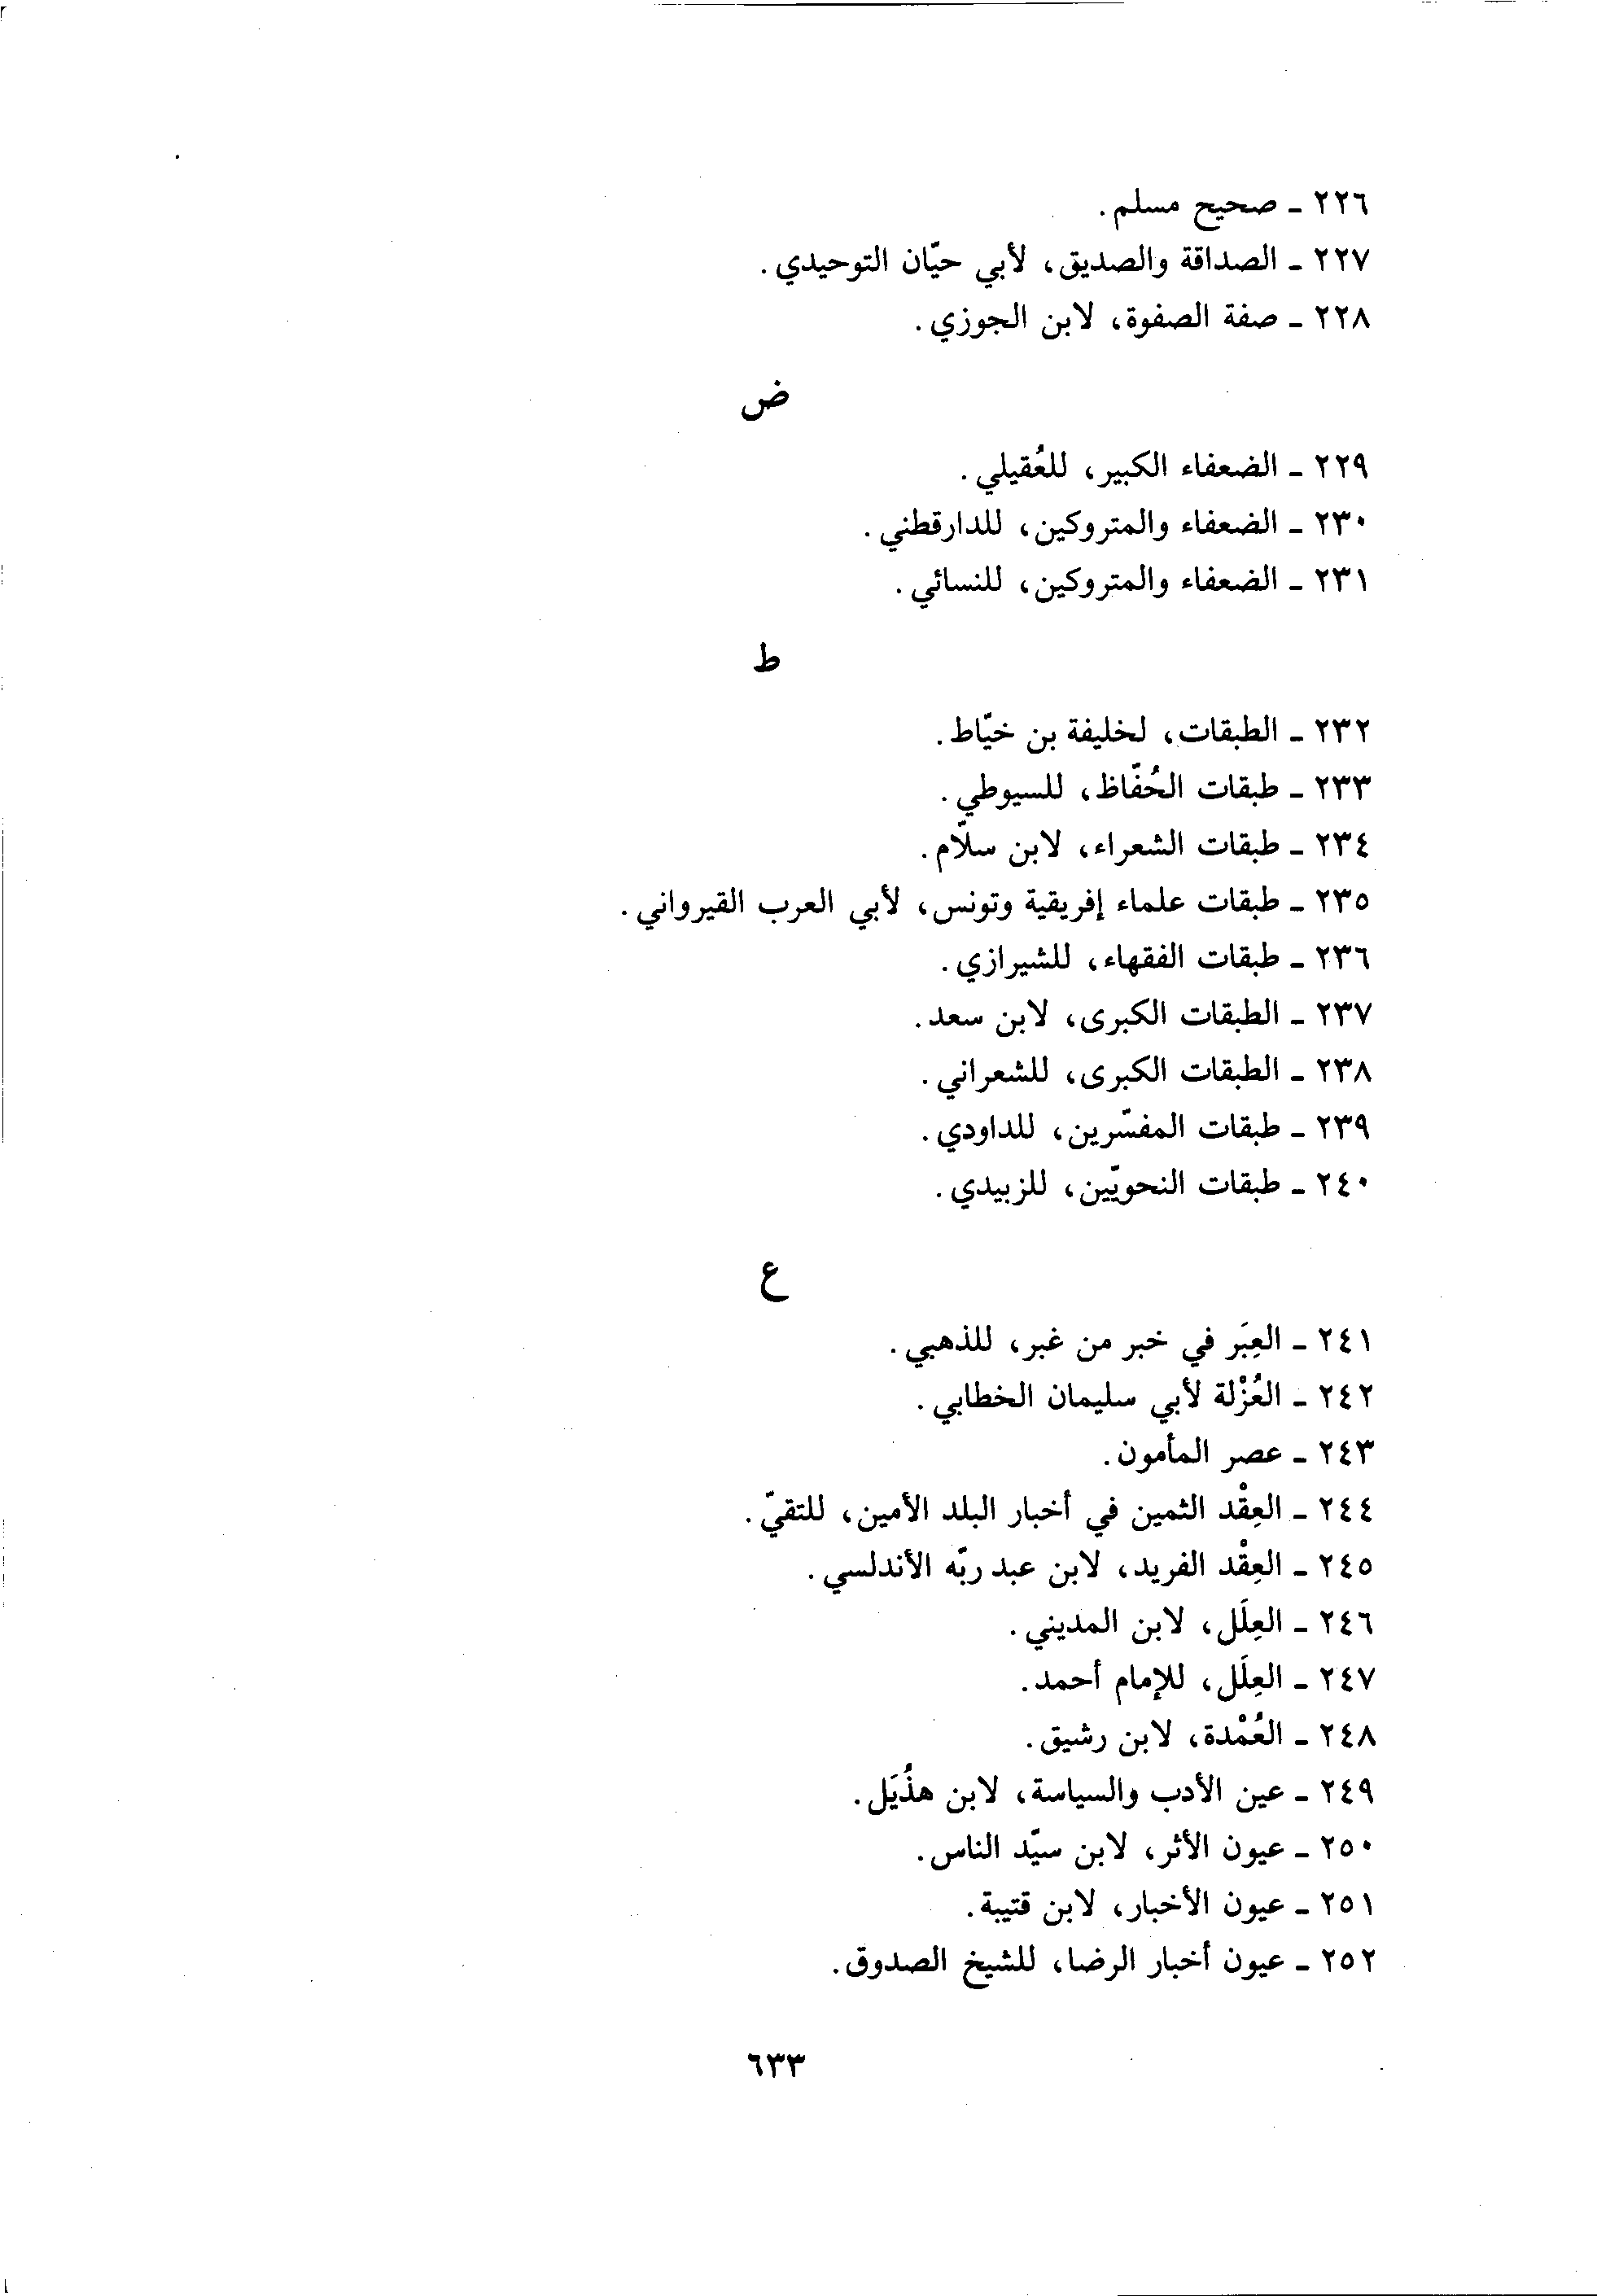 ٢٢٦ - صحيح مسلم.
٢٢٧ - الصداقة والصديق، لأبي حيّان التوحيدي.
٢٢٨ - صفة الصفوة، لابن الجوزي.
ض
٢٢٩ - الضعفاء الكبير، للعُقيلي.
٢٣٠ - الضعفاء والمتروكين، للدارقطني.
٢٣١ - الضعفاء والمتروكين، للنسائي.
ط
٢٣٢ - الطبقات، لخليفة بن خيّاط.
٢٣٣ - طبقات الحُفّاظ، للسيوطي.
٢٣٤ - طبقات الشعراء، لابن سلّام.
٢٣٥ - طبقات علماء إفريقية وتونس، لأبي العرب القيرواني.
٢٣٦ - طبقات الفقهاء، للشيرازي.
٢٣٧ - الطبقات الكبرى، لابن سعد.
٢٣٨ - الطبقات الكبرى، للشعراني.
٢٣٩ - طبقات المفسّرين، للداودي.
٢٤٠ - طبقات النحويّين، للزبيدي.
ع
٢٤١ - العِبَر في خبر من غبر، للذهبي.
٢٤٢ - العُزْلة لأبي سليمان الخطابي.
٢٤٣ - عصر المأمون.
٢٤٤ - العِقْد الثمين في أخبار البلد الأمين، للتقيّ.
٢٤٥ - العِقْد الفريد، لابن عبد ربّه الأندلسي.
٢٤٦ - العِلَل، لابن المديني.
٢٤٧ - العِلَل، للإمام أحمد.
٢٤٨ - العُمْدة، لابن رشيق.
٢٤٩ - عين الأدب والسياسة، لابن هذُيَل.
٢٥٠ - عيون الأثر، لابن سيّد الناس.
٢٥١ - عيون الأخبار، لابن قتيبة.
٢٥٢ - عيون أخبار الرضا، للشيخ الصدوق.
٦٣٣